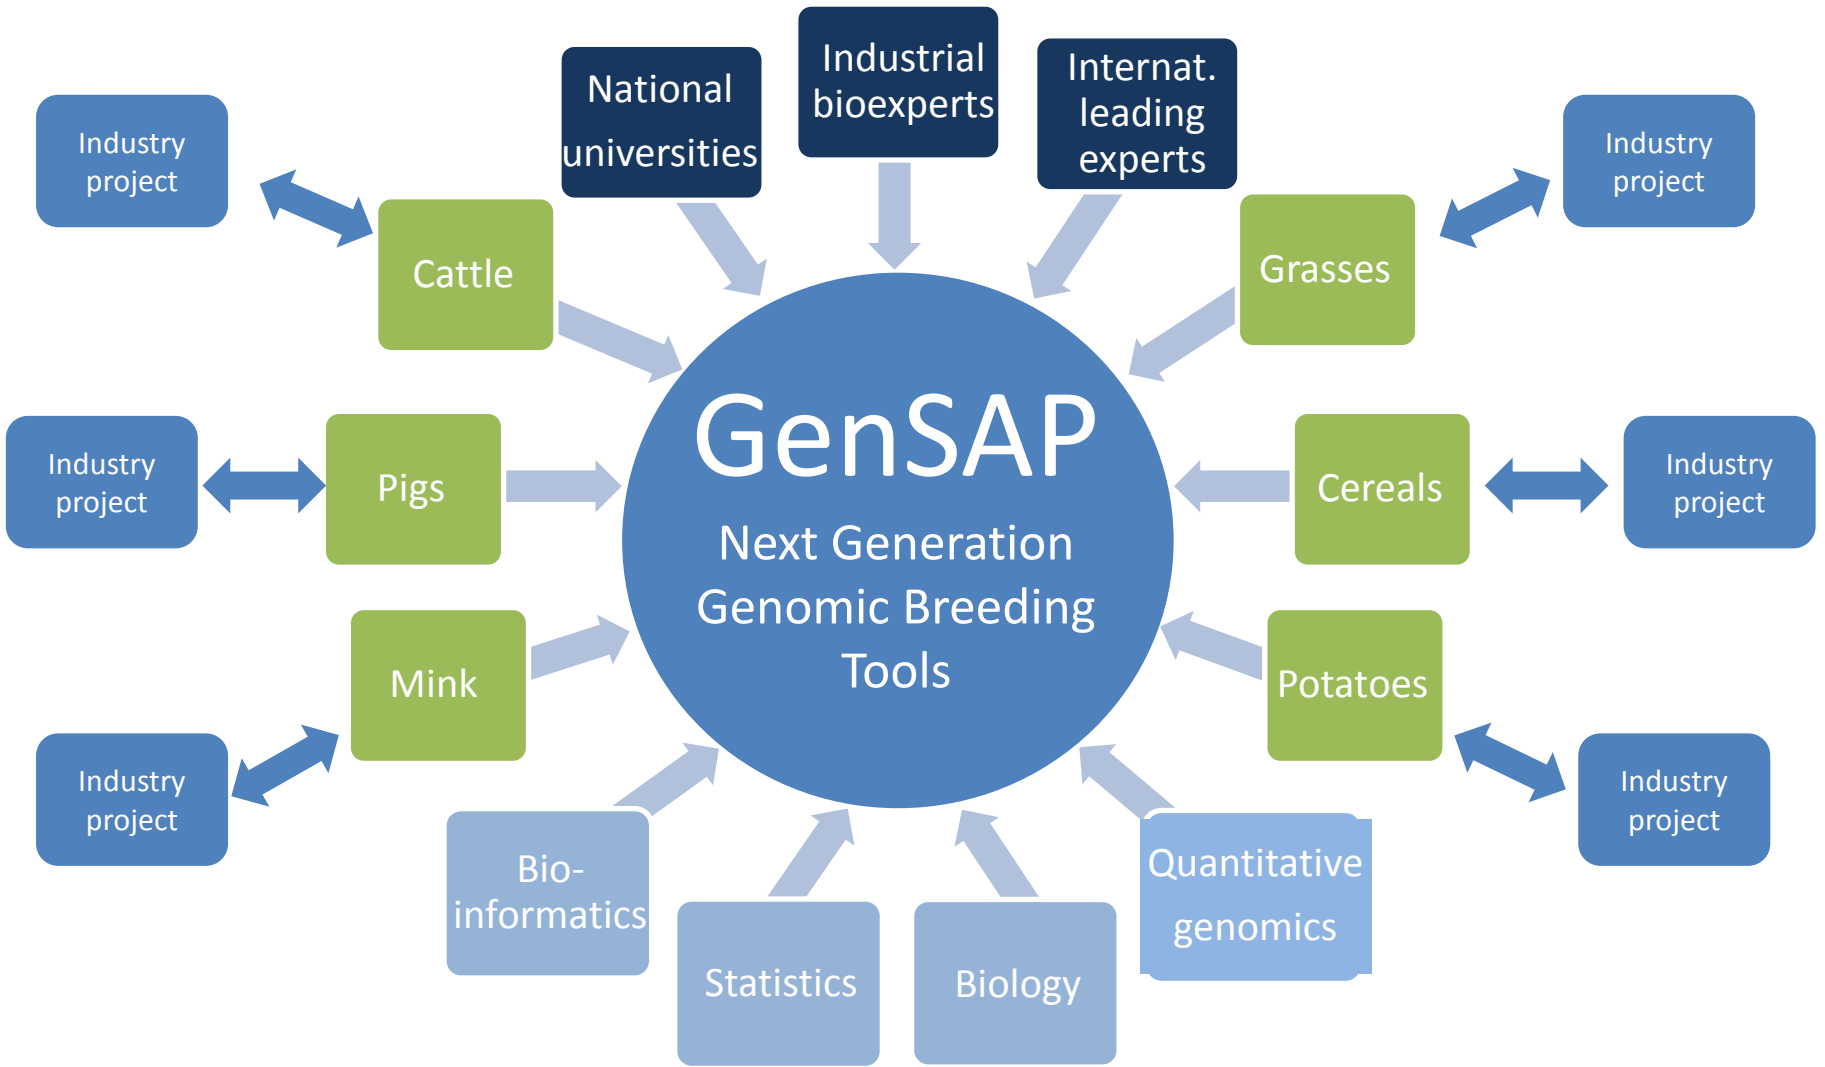 National
universities
Industrial
bioexperts
Internat.
leading
experts
Industry
project
Industry
project
Cattle
Grasses
GenSAP
Next Generation
Genomic Breeding
Tools
Industry
project
Pigs
Cereals
Industry
project
Mink
Potatoes
Industry
project
Industry
project
Bio-
informatics
Statistics
Biology
Quantitative
genomics